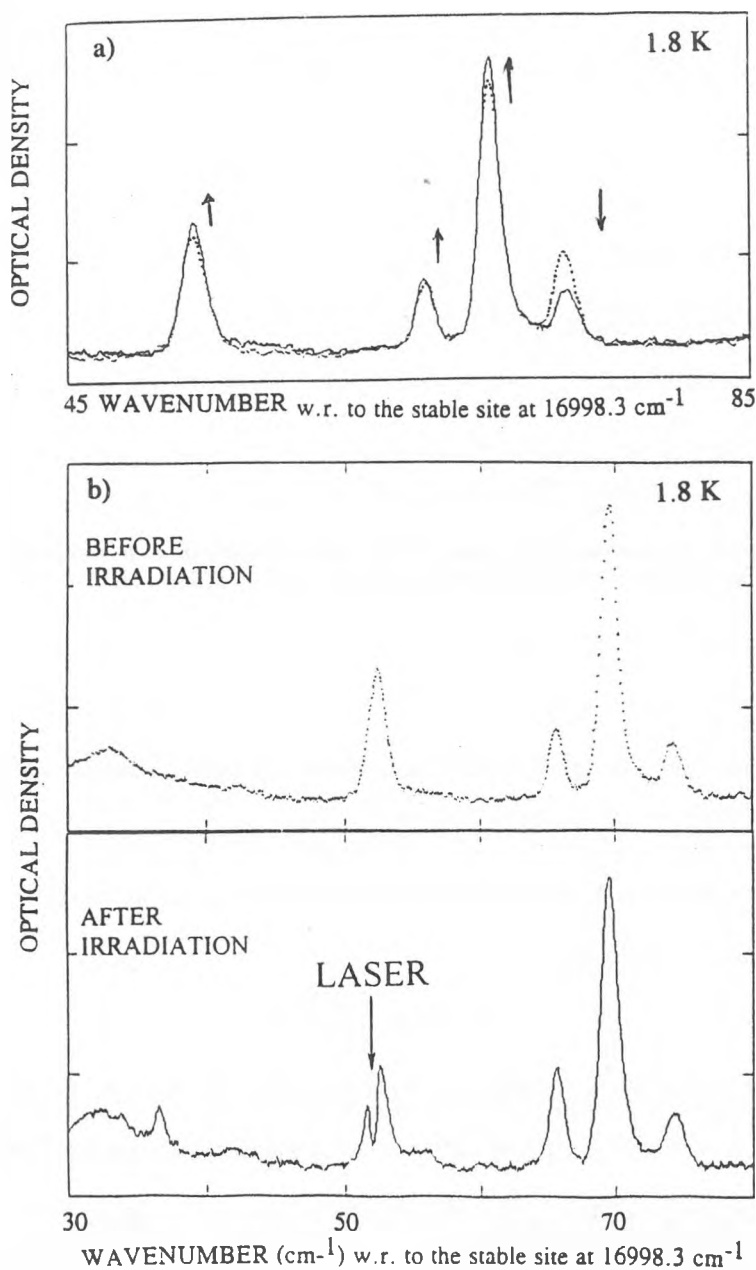 a)
1.8 K
OPTICAL DENSITY
45 WAVENUMBER w.r. to the stable site at 16998.3 cm-1 85
b)
1.8 K
BEFORE
IRRADIATION
OPTICAL DENSITY
AFTER
IRRADIATION
LASER
30 50 70
WAVENUMBER (cm-1) w.r. to the stable site at 16998.3 cm-1